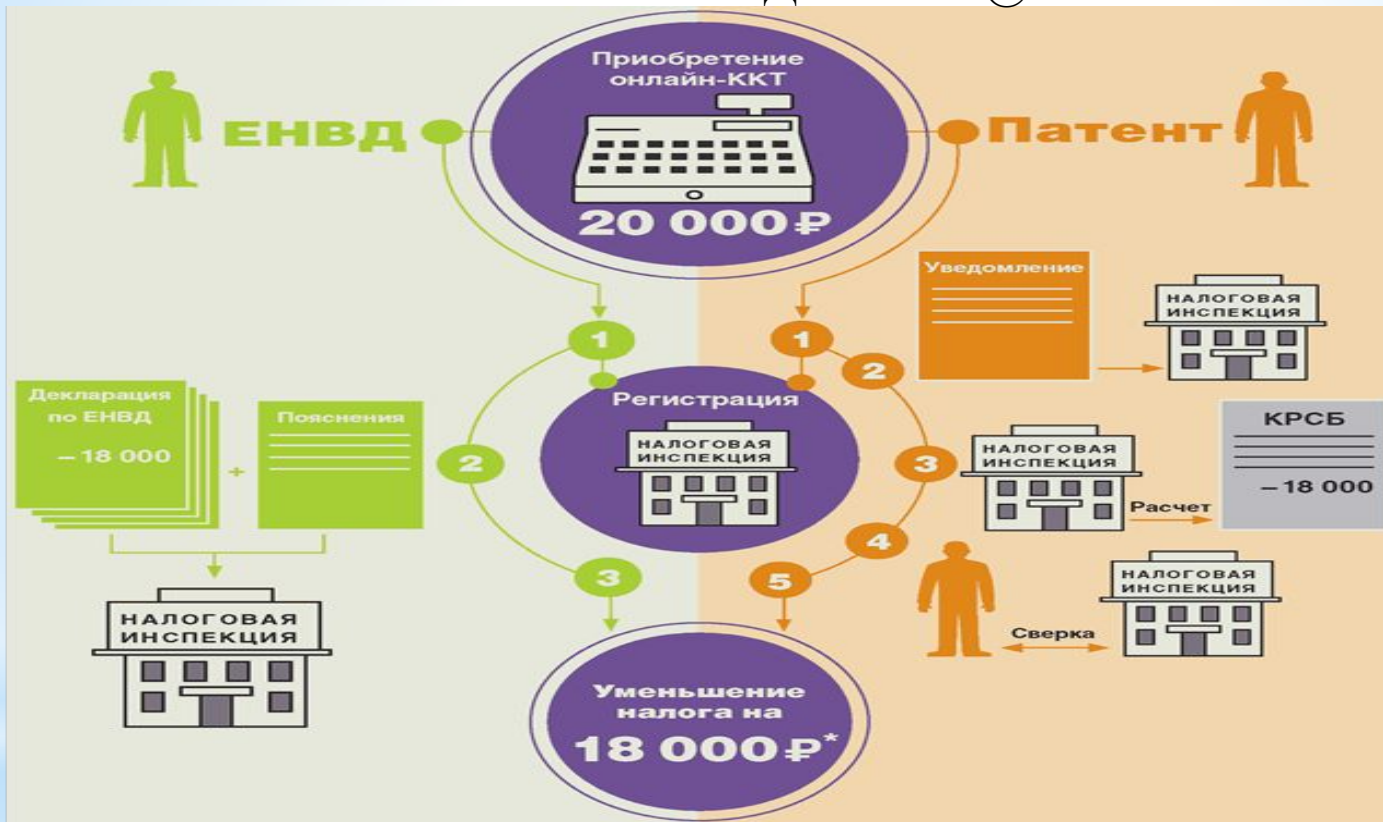 Приобретение
онлайн-ККТ
20 000 ₽
ЕНВД
Патент
1
2
3
1
2
3
4
5
Декларация
по ЕНВД
– 18 000
+
Пояснения
НАЛОГОВАЯ
ИНСПЕКЦИЯ
Регистрация
НАЛОГОВАЯ
ИНСПЕКЦИЯ
Уведомление
НАЛОГОВАЯ
ИНСПЕКЦИЯ
НАЛОГОВАЯ
ИНСПЕКЦИЯ
Расчет
КРСБ
– 18 000
Сверка
НАЛОГОВАЯ
ИНСПЕКЦИЯ
Уменьшение
налога на
18 000 ₽*